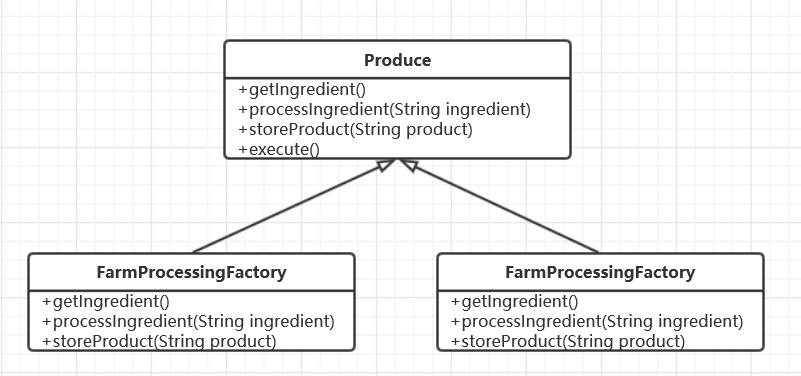 Produce
+getIngredient()
+processIngredient(String ingredient)
+storeProduct(String product)
+execute()
FarmProcessingFactory
+getIngredient()
+processIngredient(String ingredient)
+storeProduct(String product)
FarmProcessingFactory
+getIngredient()
+processIngredient(String ingredient)
+storeProduct(String product)